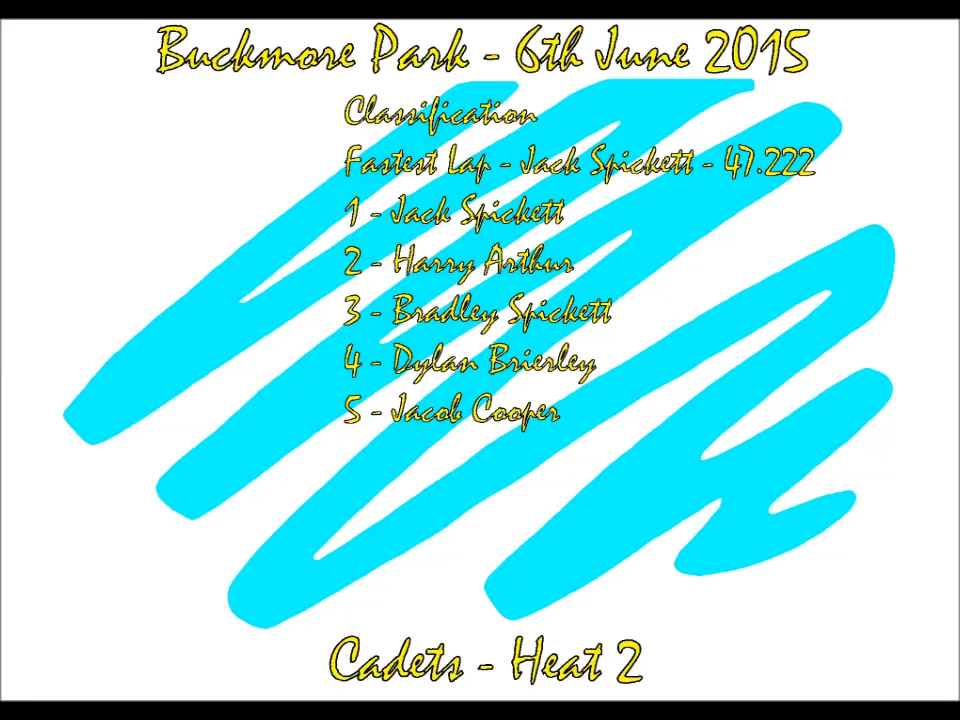 Buckmore Park - 6th June 2015
Classification
Fastest Lap - Jack Spickett - 47.222
1 - Jack Spickett
2 - Harry Arthur
3 - Bradley Spickett
4 - Dylan Brierley
5 - Jacob Cooper
Cadets - Heat 2